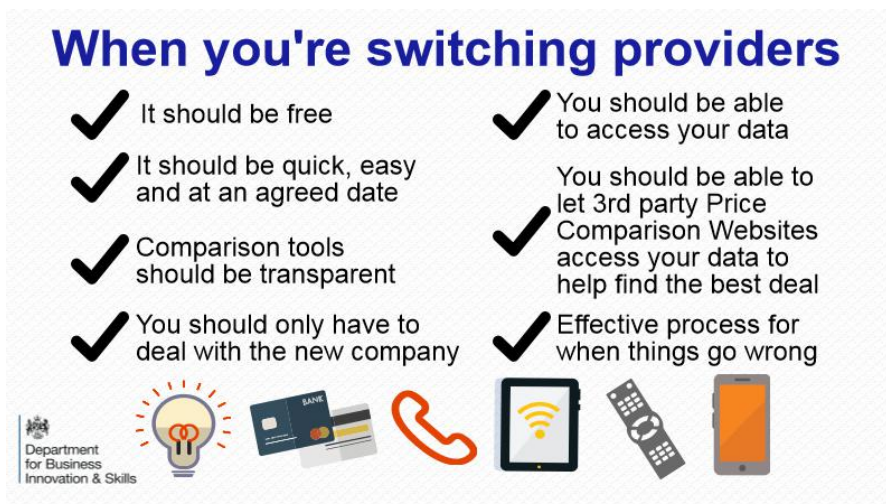 When you're switching providers
It should be free
It should be quick, easy
and at an agreed date
Comparison tools
should be transparent
You should only have to
deal with the new company
You should be able
to access your data
You should be able to
let 3rd party Price
Comparison Websites
access your data to
help find the best deal
Effective process for
when things go wrong
BANK
Department
for Business
Innovation & Skills